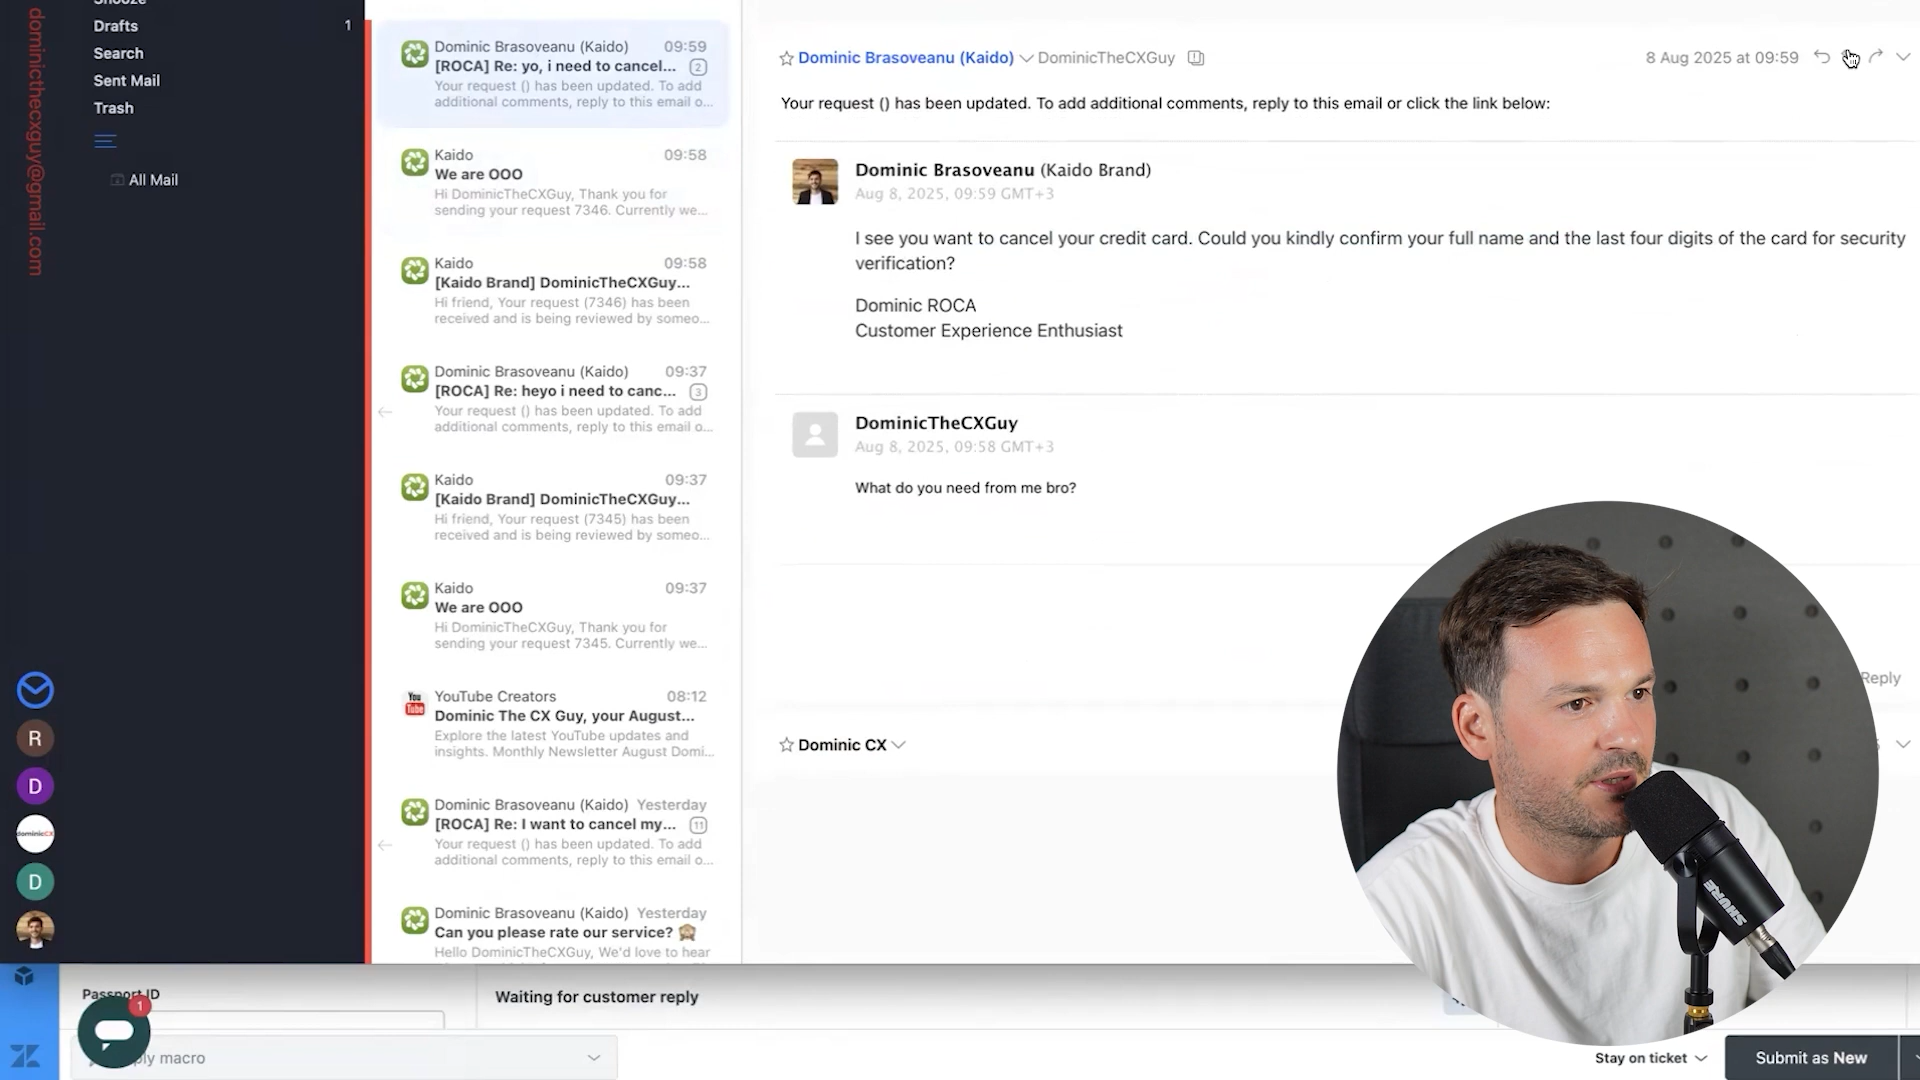 dominicthecxguy@gmail.com
Drafts 1
Search
Sent Mail
Trash
All Mail
R
D
dominicCX
D
Dominic Brasoveanu (Kaido) 09:59
[ROCA] Re: yo, i need to cancel... 2
Your request () has been updated. To add
additional comments, reply to this email o...
Kaido 09:58
We are OOO
Hi DominicTheCXGuy, Thank you for
sending your request 7346. Currently we...
Kaido 09:58
[Kaido Brand] DominicTheCXGuy...
Hi friend, Your request (7346) has been
received and is being reviewed by someo...
Dominic Brasoveanu (Kaido) 09:37
[ROCA] Re: heyo i need to canc... 3
Your request () has been updated. To add
additional comments, reply to this email o...
Kaido 09:37
[Kaido Brand] DominicTheCXGuy...
Hi friend, Your request (7345) has been
received and is being reviewed by someo...
Kaido 09:37
We are OOO
Hi DominicTheCXGuy, Thank you for
sending your request 7345. Currently we...
You Tube
YouTube Creators 08:12
Dominic The CX Guy, your August...
Explore the latest YouTube updates and
insights. Monthly Newsletter August Domi...
Dominic Brasoveanu (Kaido) Yesterday
[ROCA] Re: I want to cancel my... 11
Your request () has been updated. To add
additional comments, reply to this email o...
Dominic Brasoveanu (Kaido) Yesterday
Can you please rate our service? 🙈
Hello DominicTheCXGuy, We'd love to hear
Dominic Brasoveanu (Kaido) DominicTheCXGuy 8 Aug 2025 at 09:59
Your request () has been updated. To add additional comments, reply to this email or click the link below:
Dominic Brasoveanu (Kaido Brand)
Aug 8, 2025, 09:59 GMT+3
I see you want to cancel your credit card. Could you kindly confirm your full name and the last four digits of the card for security
verification?
Dominic ROCA
Customer Experience Enthusiast
DominicTheCXGuy
Aug 8, 2025, 09:58 GMT+3
What do you need from me bro?
Reply
Dominic CX
SHURE
Passport ID
1
Waiting for customer reply
macro
Stay on ticket
Submit as New